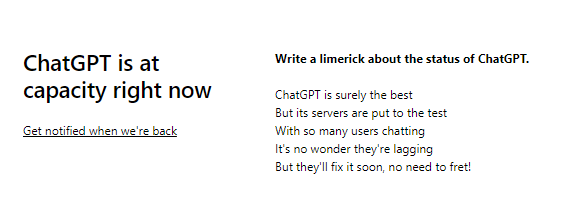 ChatGPT is at
capacity right now
Get notified when we're back
Write a limerick about the status of ChatGPT.
ChatGPT is surely the best
But its servers are put to the test
With so many users chatting
It's no wonder they're lagging
But they'll fix it soon, no need to fret!